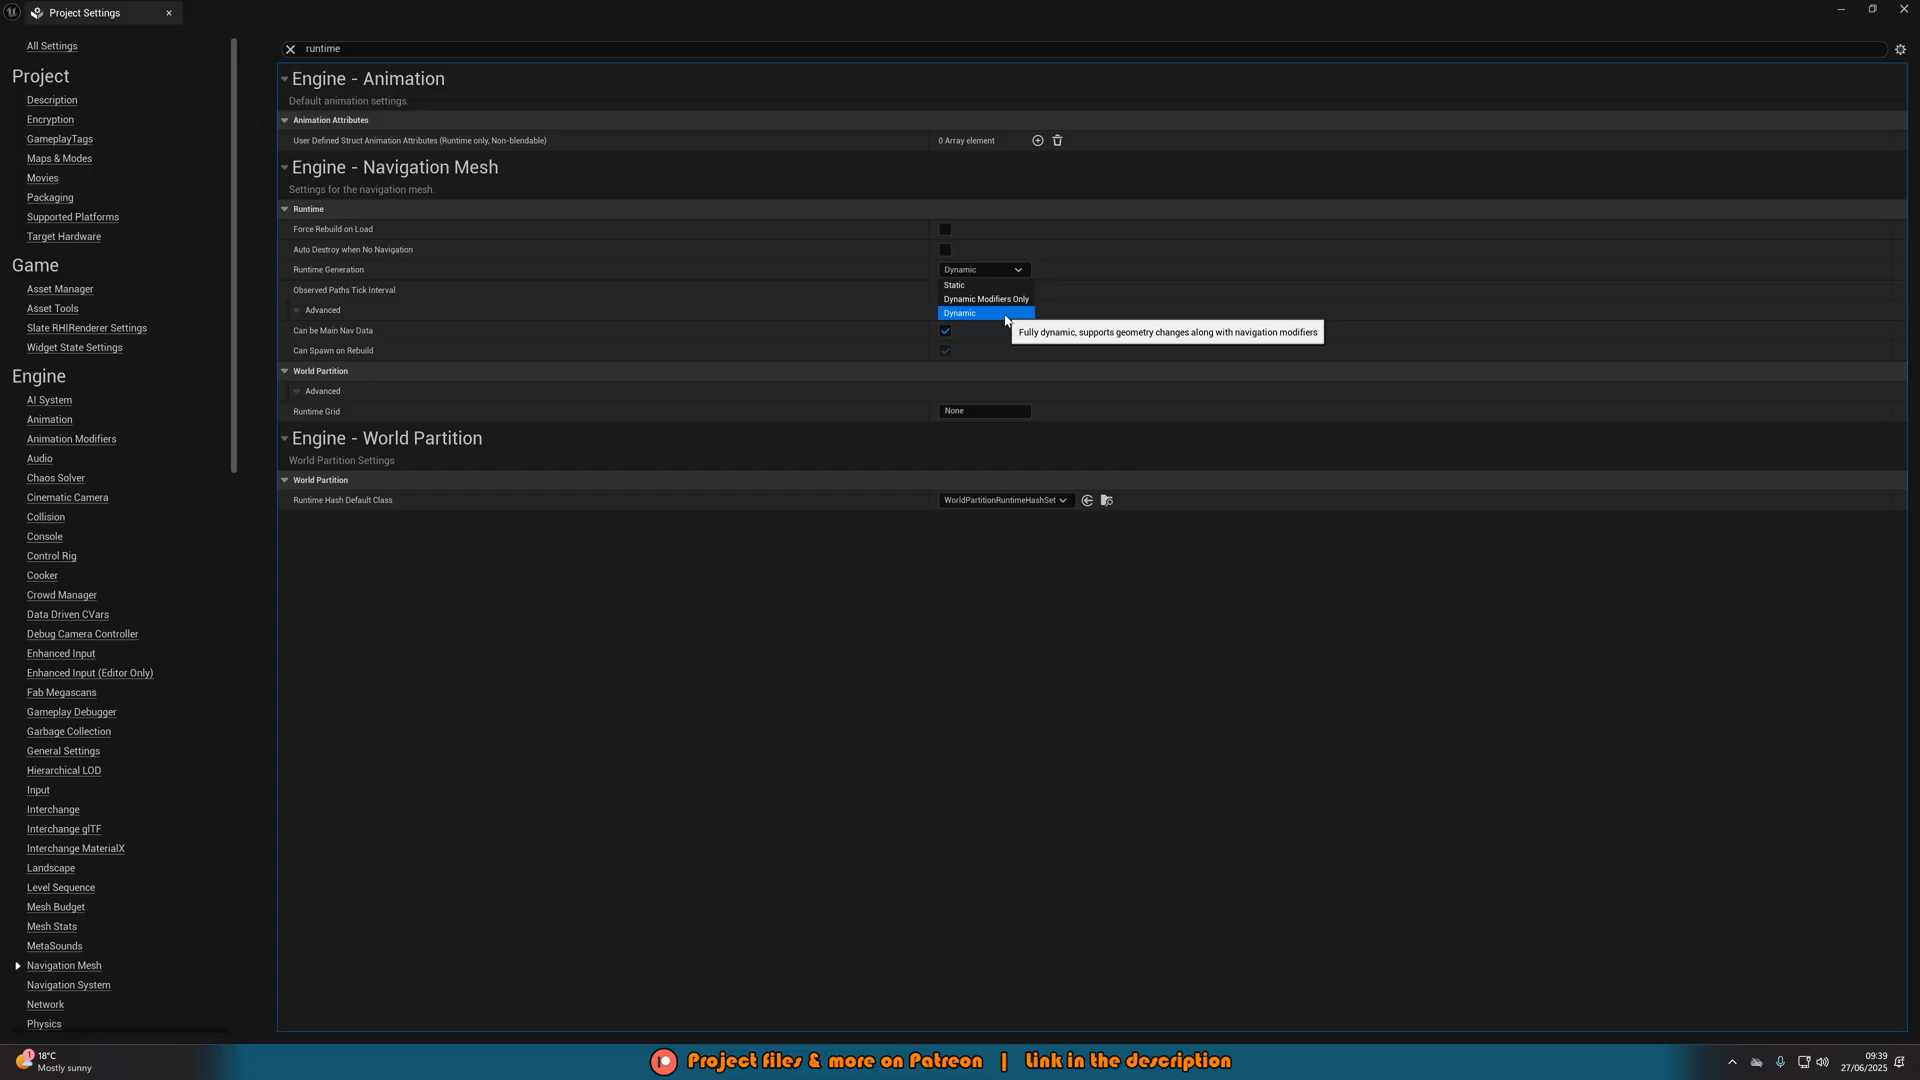 Project Settings
All Settings
Project
Description
Encryption
GameplayTags
Maps & Modes
Movies
Packaging
Supported Platforms
Target Hardware
Game
Asset Manager
Asset Tools
Slate RHIRenderer Settings
Widget State Settings
Engine
AI System
Animation
Animation Modifiers
Audio
Chaos Solver
Cinematic Camera
Collision
Console
Control Rig
Cooker
Crowd Manager
Data Driven CVars
Debug Camera Controller
Enhanced Input
Enhanced Input (Editor Only)
Fab Megascans
Gameplay Debugger
Garbage Collection
General Settings
Hierarchical LOD
Input
Interchange
Interchange glTF
Interchange MaterialX
Landscape
Level Sequence
Mesh Budget
Mesh Stats
MetaSounds
Navigation Mesh
Navigation System
Network
Physics
runtime
Engine - Animation
Default animation settings.
Animation Attributes
User Defined Struct Animation Attributes (Runtime only, Non-blendable) 0 Array element
Engine - Navigation Mesh
Settings for the navigation mesh.
Runtime
Force Rebuild on Load
Auto Destroy when No Navigation
Runtime Generation Dynamic
Static
Observed Paths Tick Interval
Dynamic Modifiers Only
Advanced
Dynamic
Fully dynamic, supports geometry changes along with navigation modifiers
Can be Main Nav Data
Can Spawn on Rebuild
World Partition
Advanced
Runtime Grid None
Engine - World Partition
World Partition Settings
World Partition
Runtime Hash Default Class WorldPartitionRuntimeHashSet
1
18°C
Mostly sunny
Project files & more on Patreon | Link in the description
09:39
27/06/2025